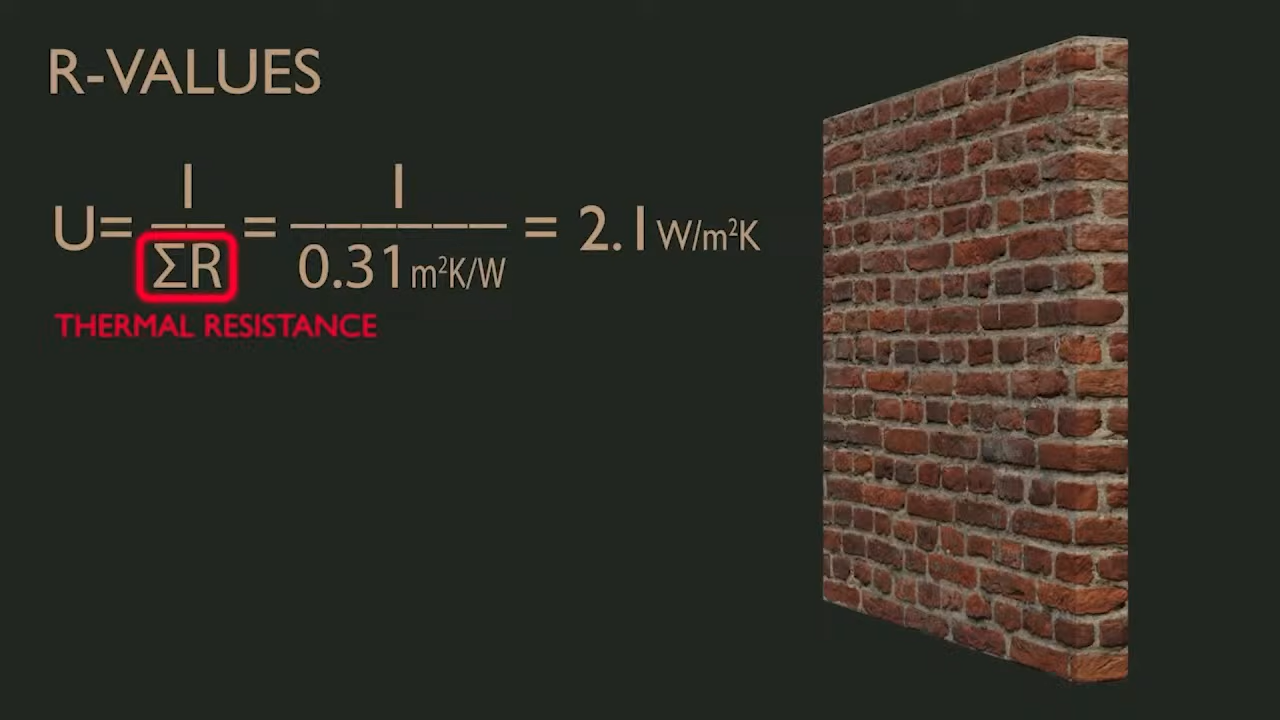 R-VALUES
U= 1/ΣR = 1/0.31 m²K/W = 2.1 W/m²K
THERMAL RESISTANCE